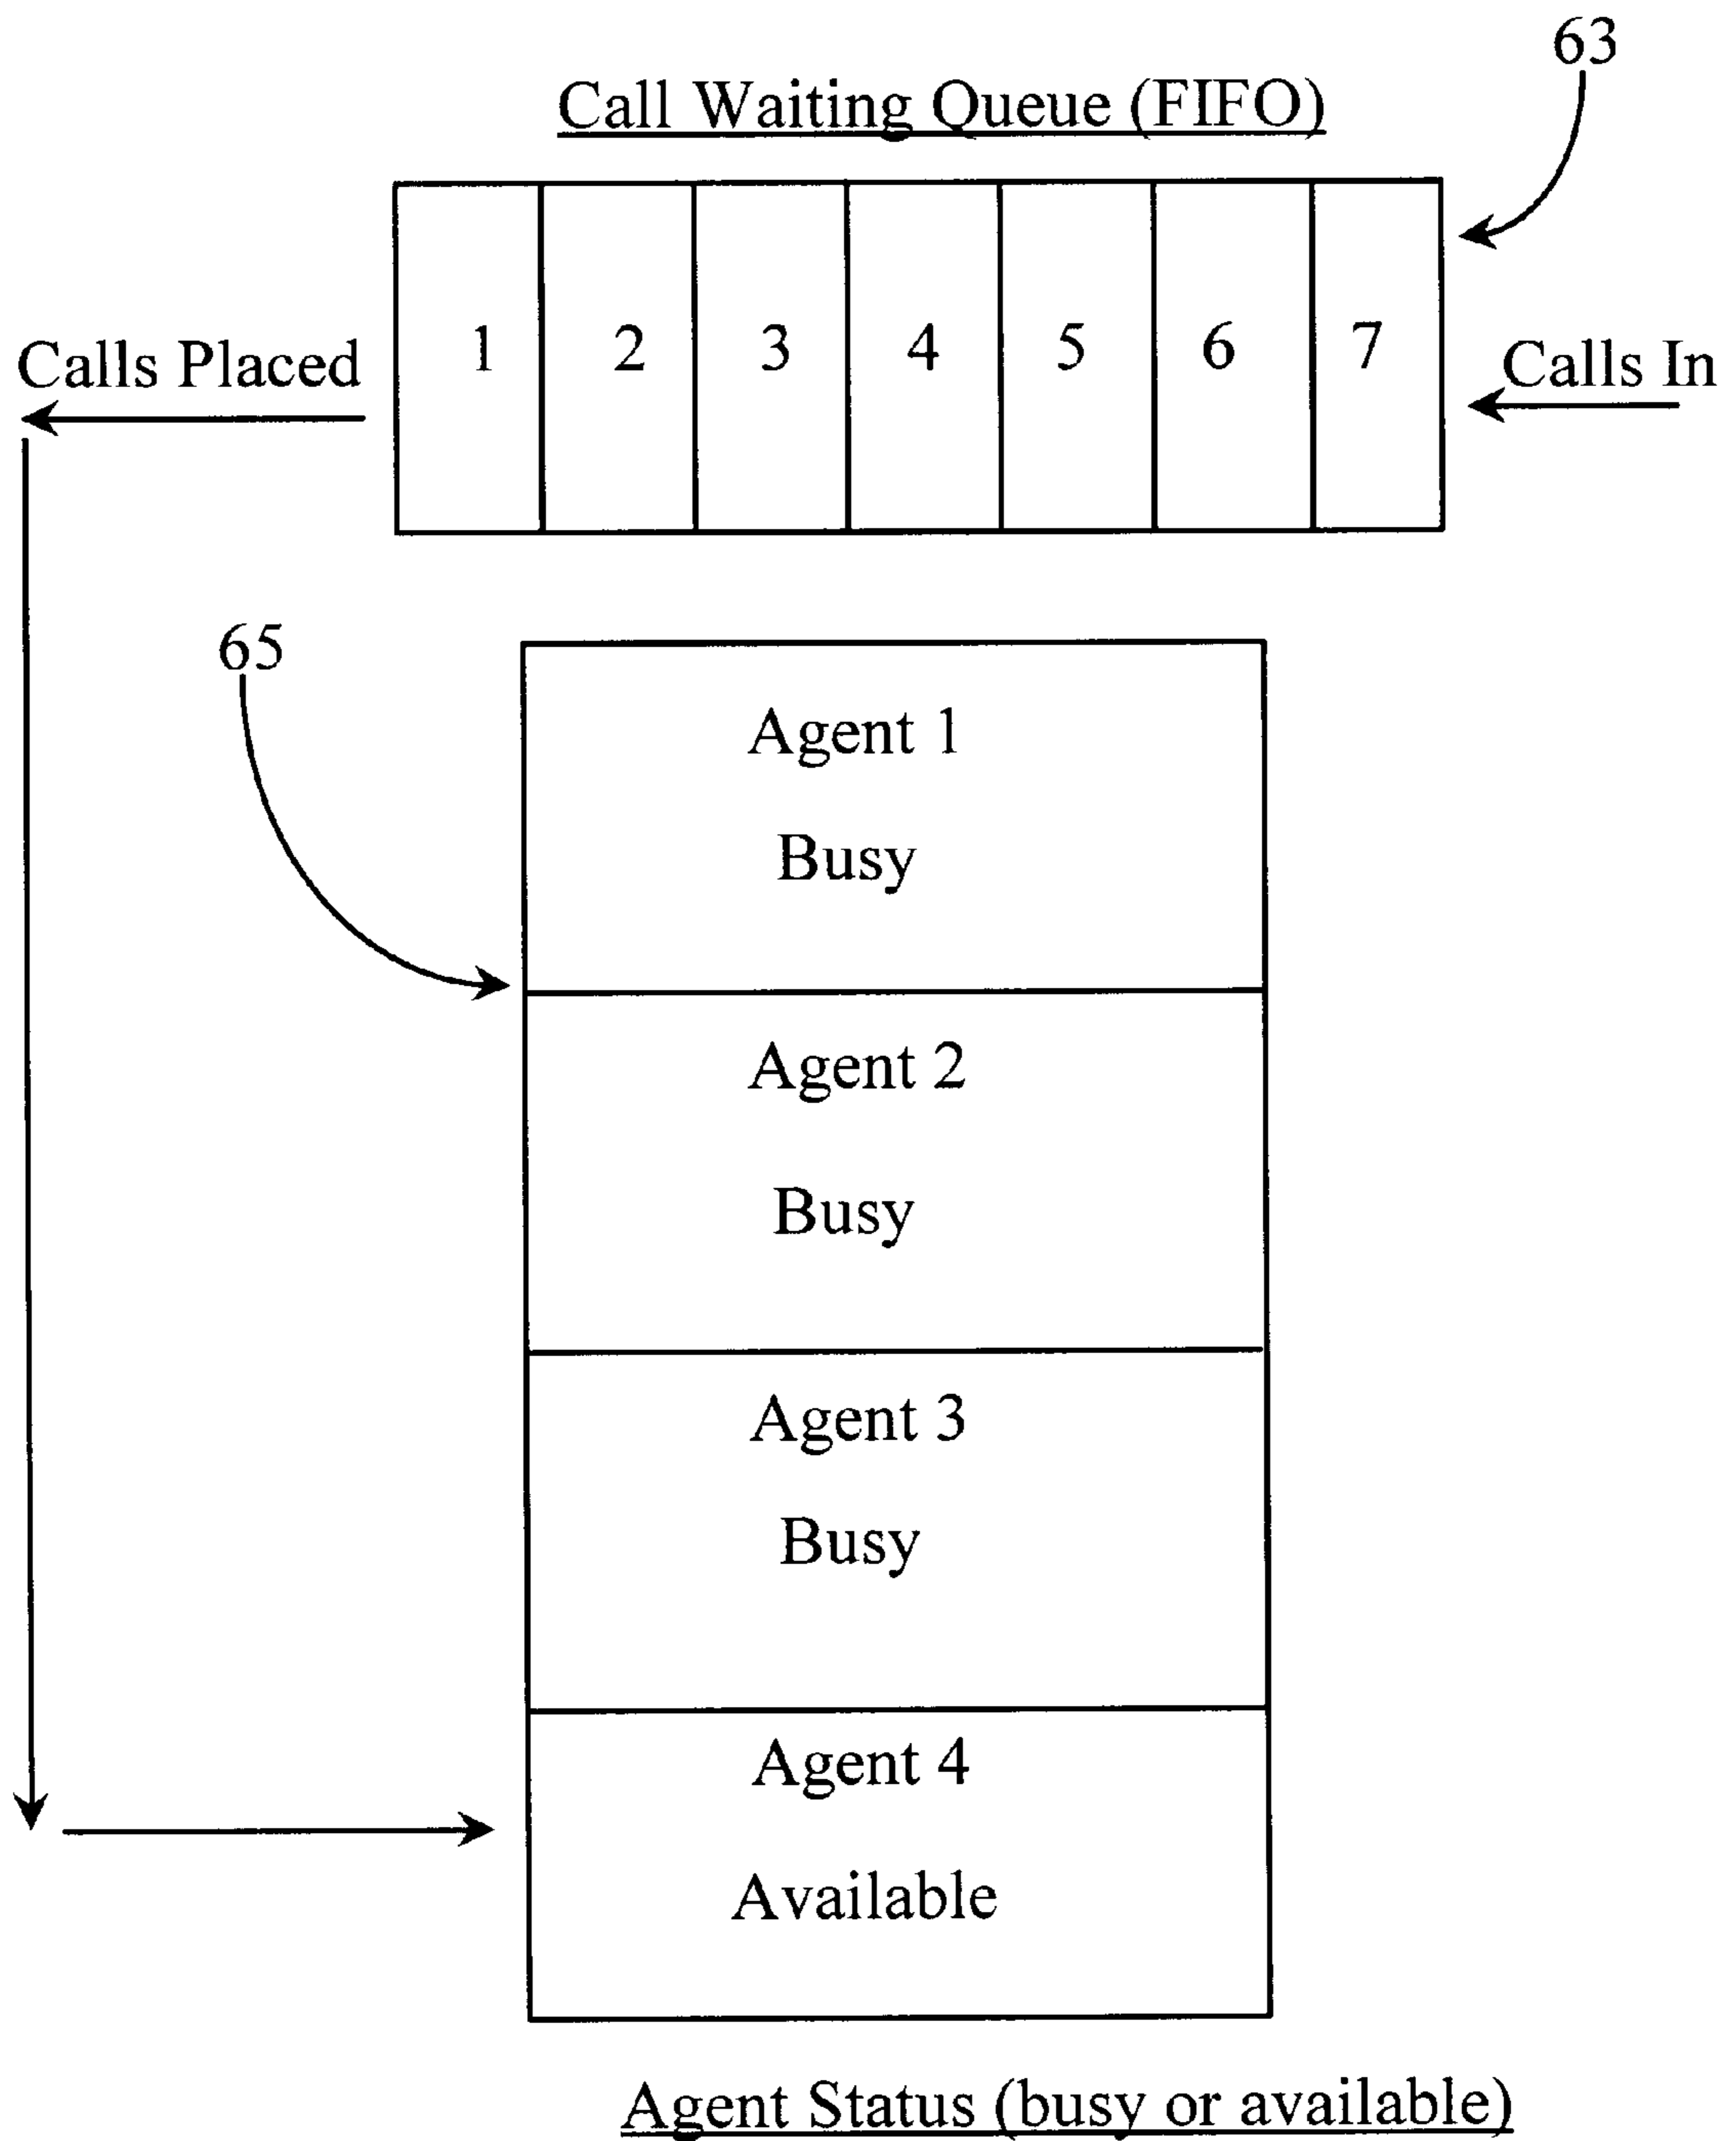 63
Call Waiting Queue (FIFO)
1 2 3 4 5 6 7
Calls Placed
Calls In
65
Agent 1
Busy
Agent 2
Busy
Agent 3
Busy
Agent 4
Available
Agent Status (busy or available)